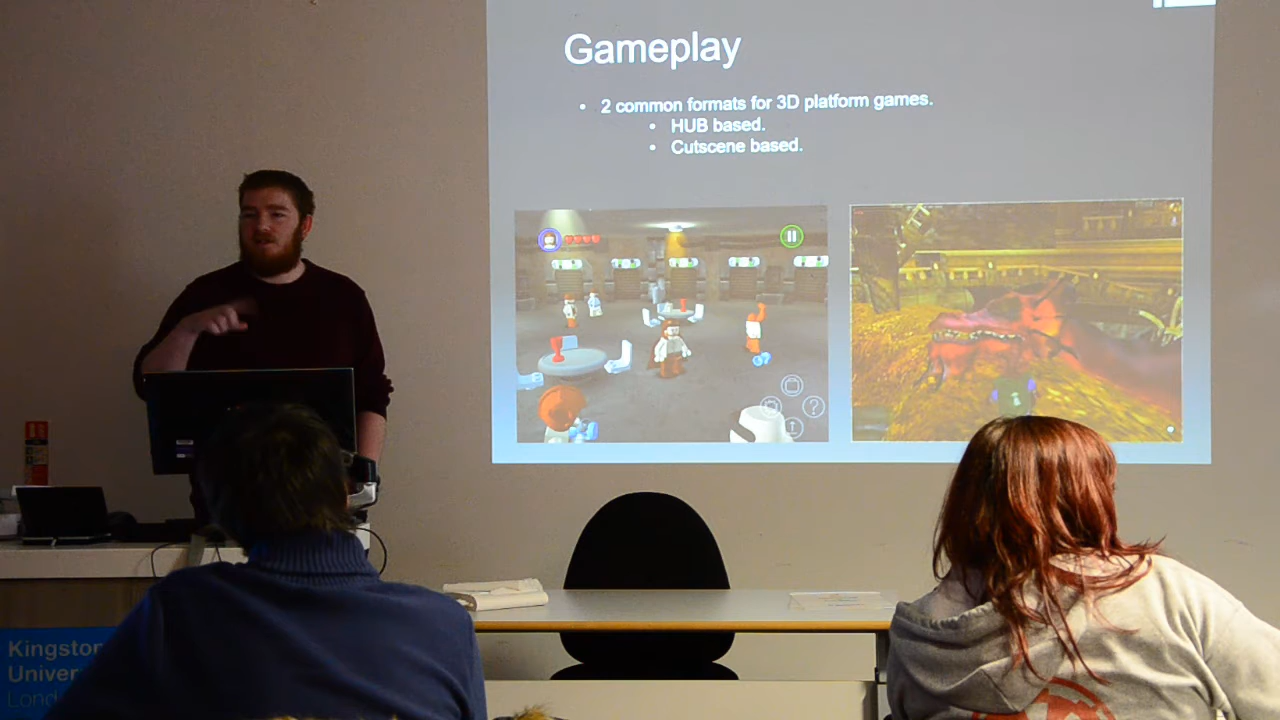 Gameplay
• 2 common formats for 3D platform games.
• HUB based.
• Cutscene based.
?
Kingston
Univer
Lond